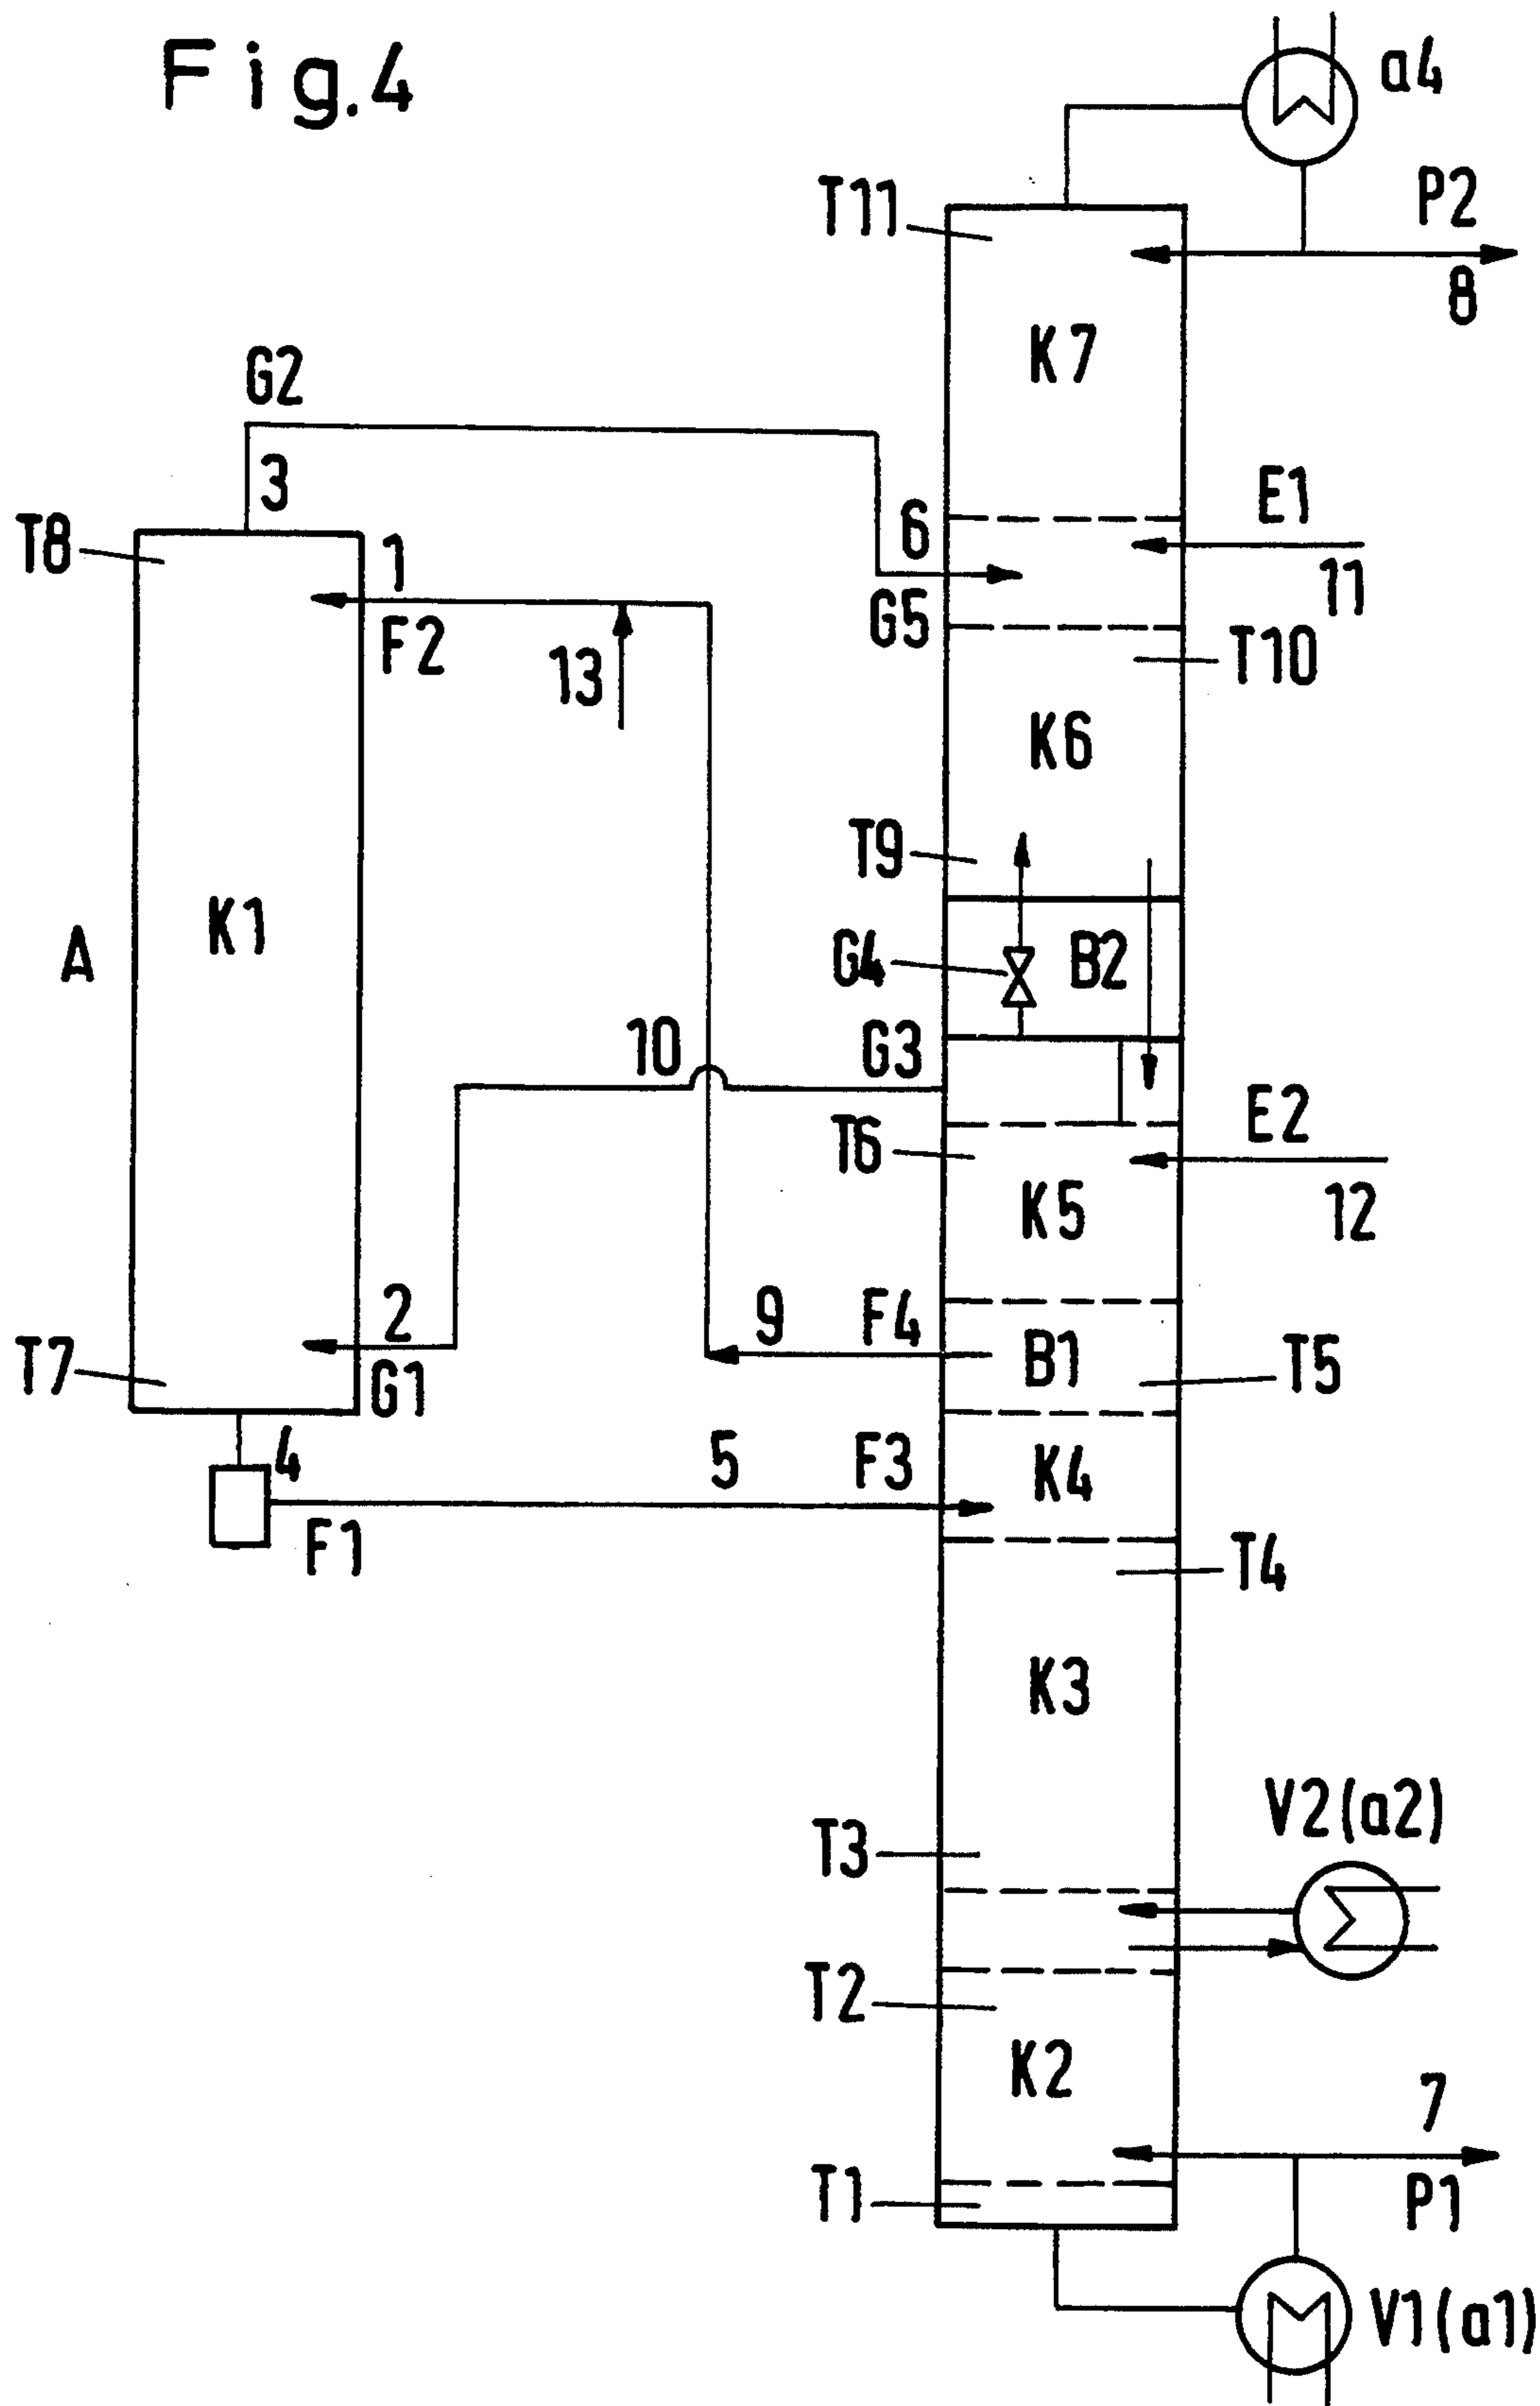 Fig.4
a4
T11
P2
8
K7
G2
3
T8
1
F2
13
6
G5
E1
11
T10
K6
T9
K1
A
G4
B2
10
G3
T6
E2
12
K5
2
G1
9
F4
B1
T5
T7
4
F1
5
F3
K4
T4
K3
V2(a2)
T3
T2
K2
7
P1
T1
V1(a1)